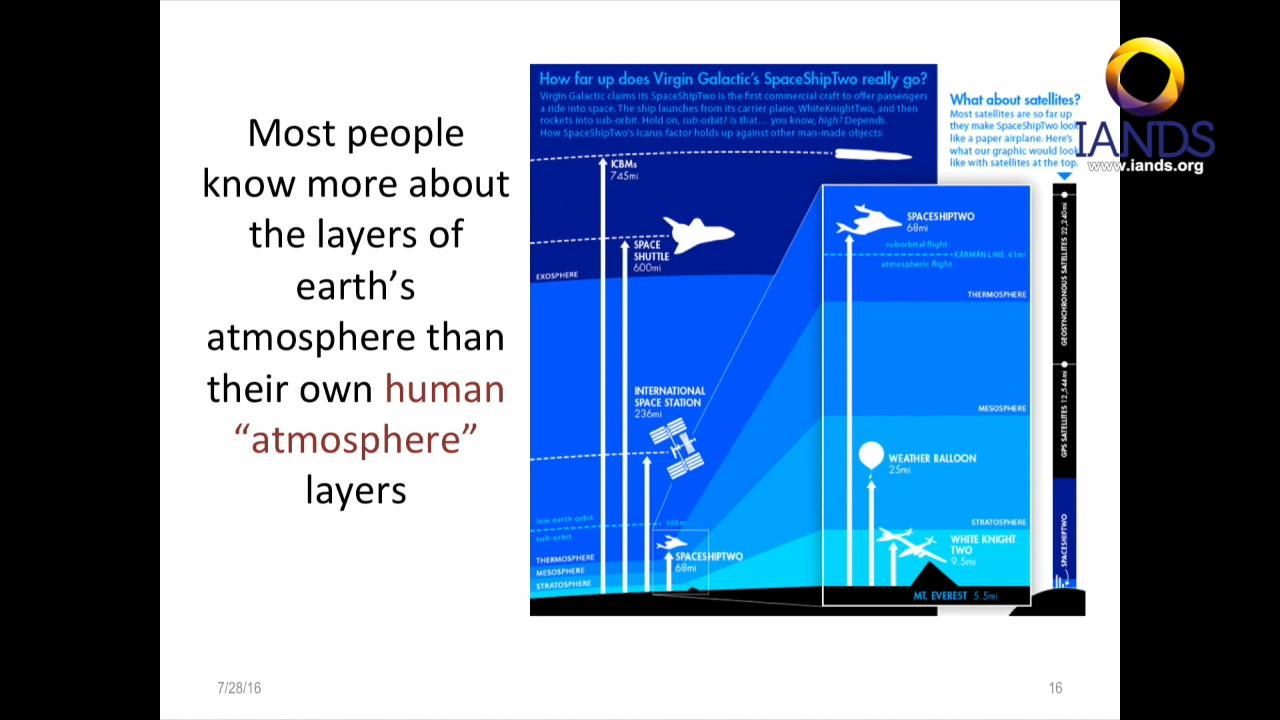 Most people
know more about
the layers of
earth’s
atmosphere than
their own human
“atmosphere”
layers
How far up does Virgin Galactic's SpaceShipTwo really go?
Virgin Galactic claims its SpaceShipTwo is the first commercial craft to offer passengers
a ride into space. The ship launches from its carrier plane, WhiteKnightTwo, and then
rockets into sub-orbit. Hold on, sub-orbit? Is that... you know, high? Depends.
How SpaceShipTwo's Icarus factor holds up against other man-made objects:
ICBMs
745mi
SPACE
SHUTTLE
600mi
EXOSPHERE
INTERNATIONAL
SPACE STATION
236mi
low earth orbit
sub-orbit
THERMOSPHERE
MESOSPHERE
STRATOSPHERE
SPACESHIPTWO
68mi
SPACESHIPTWO
68mi
suborbital flight
KÁRMÁN LINE 61mi
atmospheric flight
THERMOSPHERE
MESOSPHERE
WEATHER BALLOON
25mi
STRATOSPHERE
WHITE KNIGHT
TWO
9.5mi
MT. EVEREST 5.5mi
What about satellites?
Most satellites are so far up
they make SpaceShipTwo look
like a paper airplane. Here's
what our graphic would look
like with satellites at the top.
GEOSYNCHRONOUS SATELLITES 22,240mi
GPS SATELLITES 12,544mi
SPACESHIPTWO
IANDS
www.iands.org
7/28/16
16